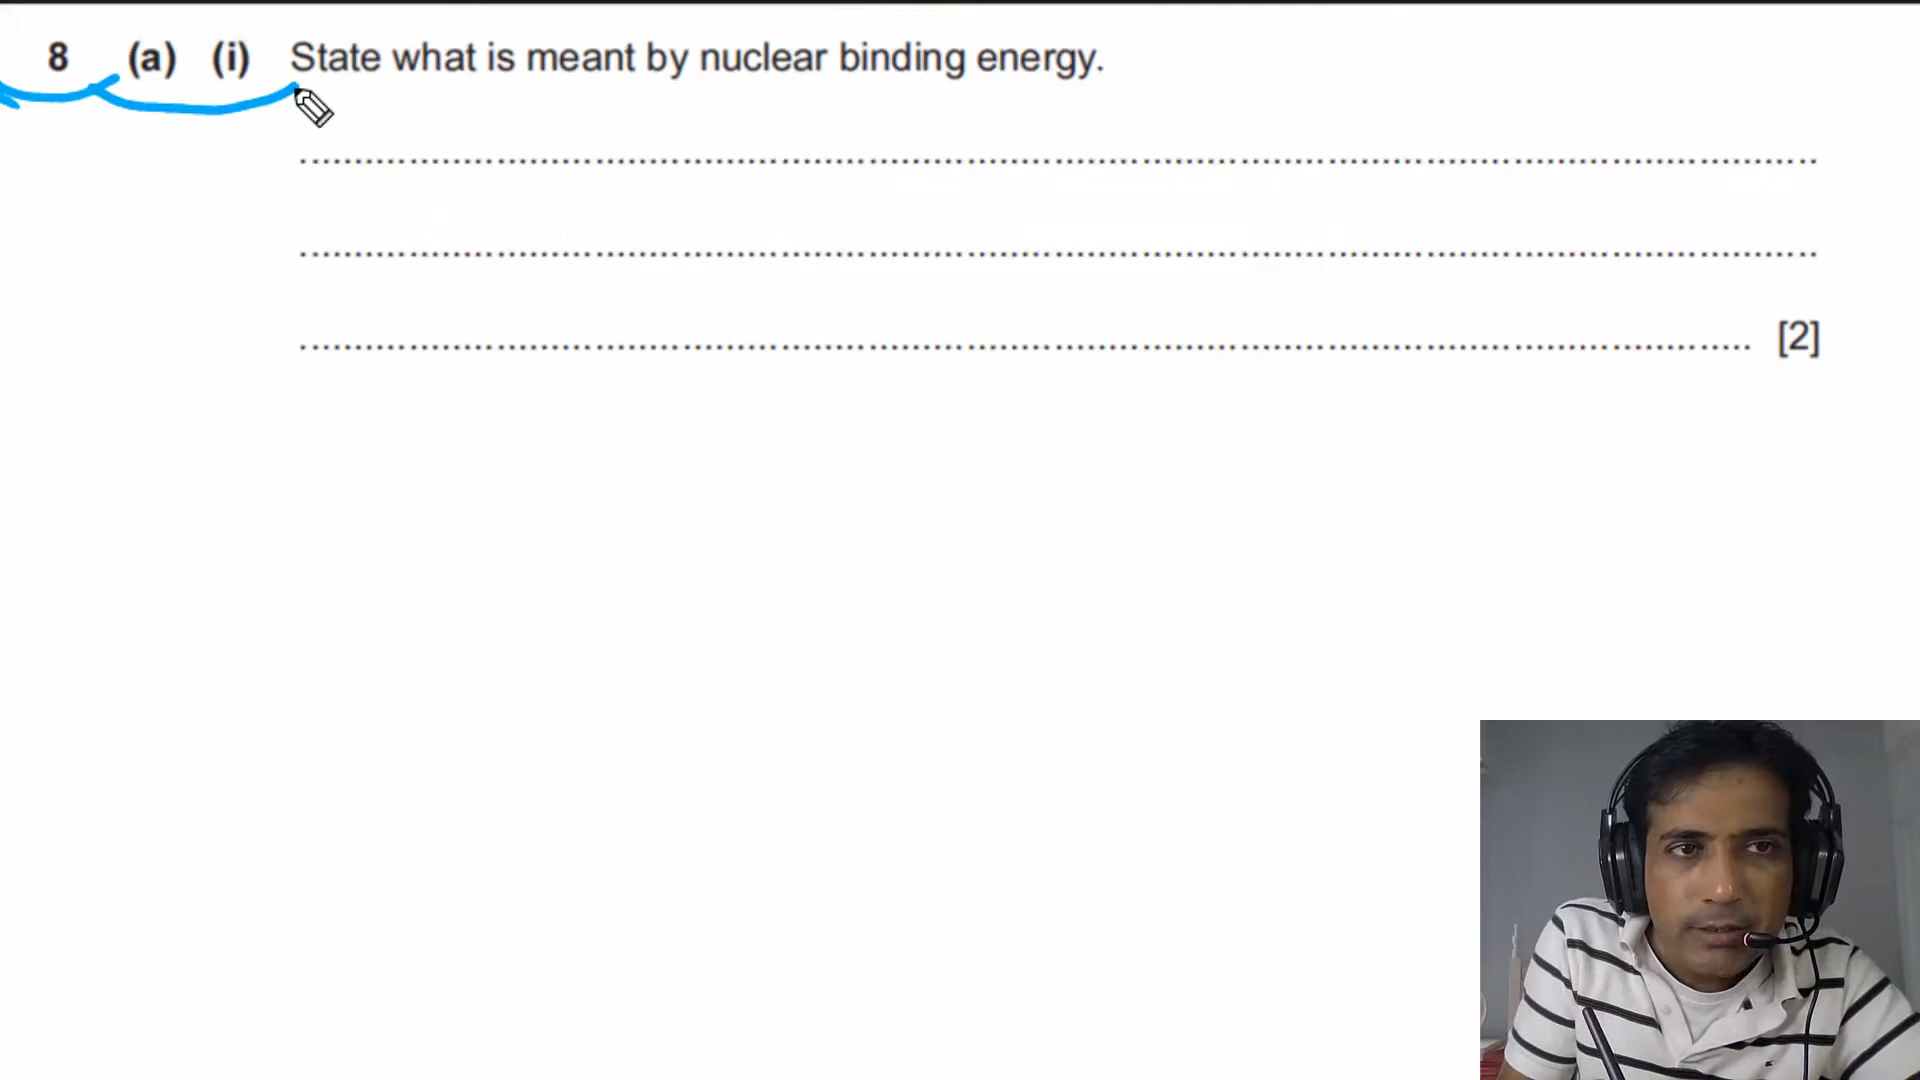 8 (a) (i) State what is meant by nuclear binding energy.
[2]